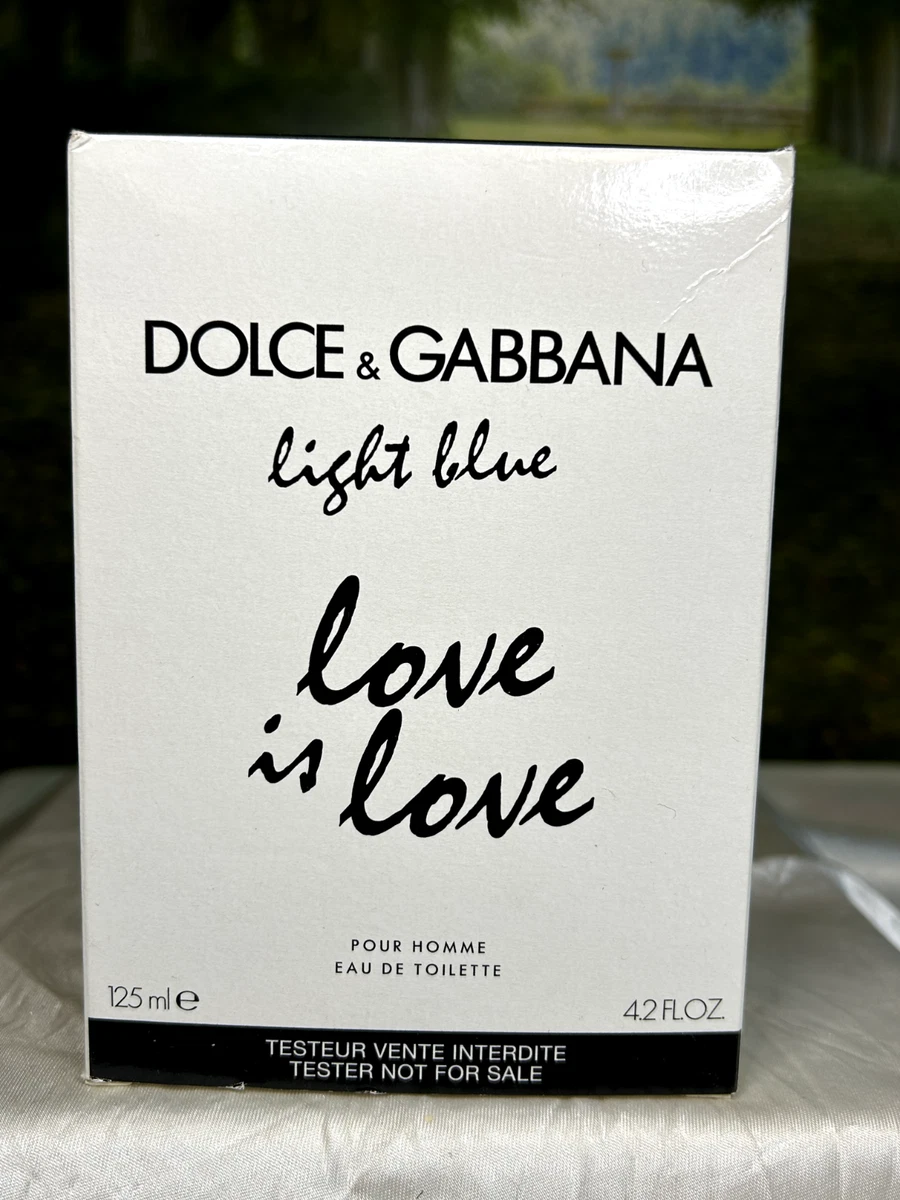 DOLCE & GABBANA
light blue
love
is love
POUR HOMME
EAU DE TOILETTE
125 ml ℮
4.2 FL.OZ.
TESTEUR VENTE INTERDITE
TESTER NOT FOR SALE